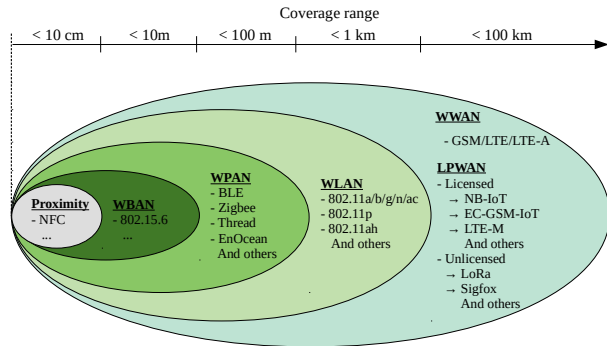 Coverage range
< 10 cm
< 10m
< 100 m
< 1 km
< 100 km
Proximity
- NFC
...
WBAN
- 802.15.6
...
WPAN
- BLE
- Zigbee
- Thread
- EnOcean
And others
WLAN
- 802.11a/b/g/n/ac
- 802.11p
- 802.11ah
And others
WWAN
- GSM/LTE/LTE-A
LPWAN
- Licensed
→ NB-IoT
→ EC-GSM-IoT
→ LTE-M
And others
- Unlicensed
→ LoRa
→ Sigfox
And others